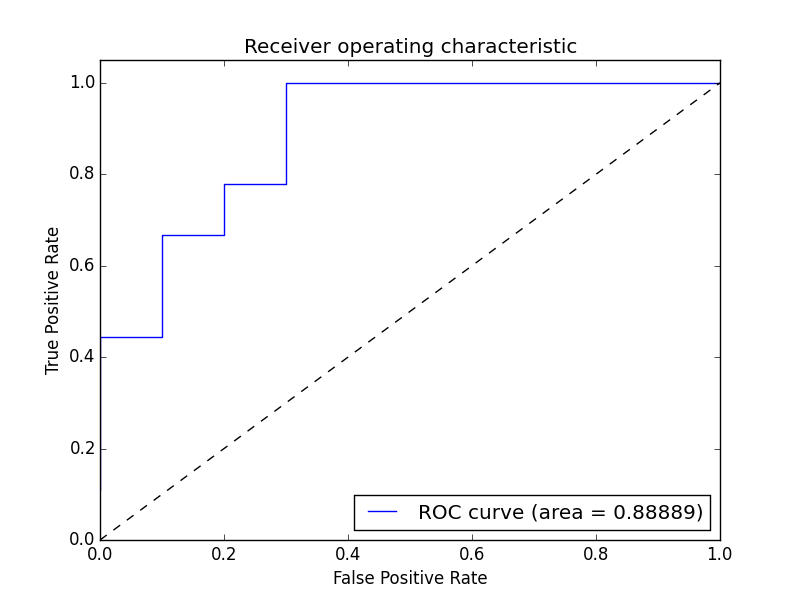 Receiver operating characteristic
True Positive Rate
1.0
0.8
0.6
0.4
0.2
0.0
ROC curve (area = 0.88889)
0.0 0.2 0.4 0.6 0.8 1.0
False Positive Rate